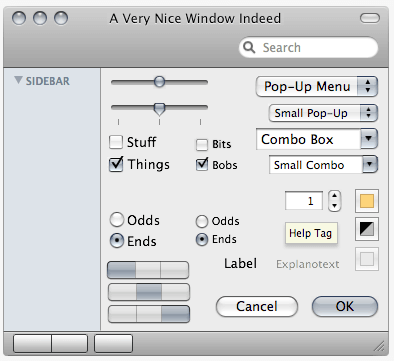 A Very Nice Window Indeed
Search
SIDEBAR
Pop-Up Menu
Small Pop-Up
Stuff
Bits
Combo Box
Things
Bobs
Small Combo
1
Odds
Odds
Ends
Ends
Help Tag
Label
Explanotext
Cancel
OK